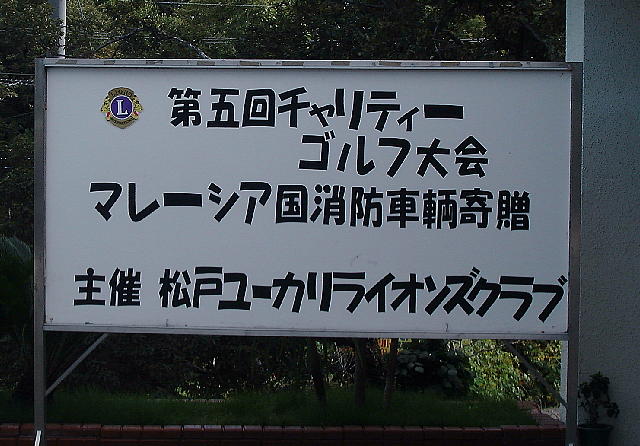 L
第五回チャリティー
ゴルフ大会
マレーシア国消防車輌寄贈
主催 松戸ユーカリライオンズクラブ